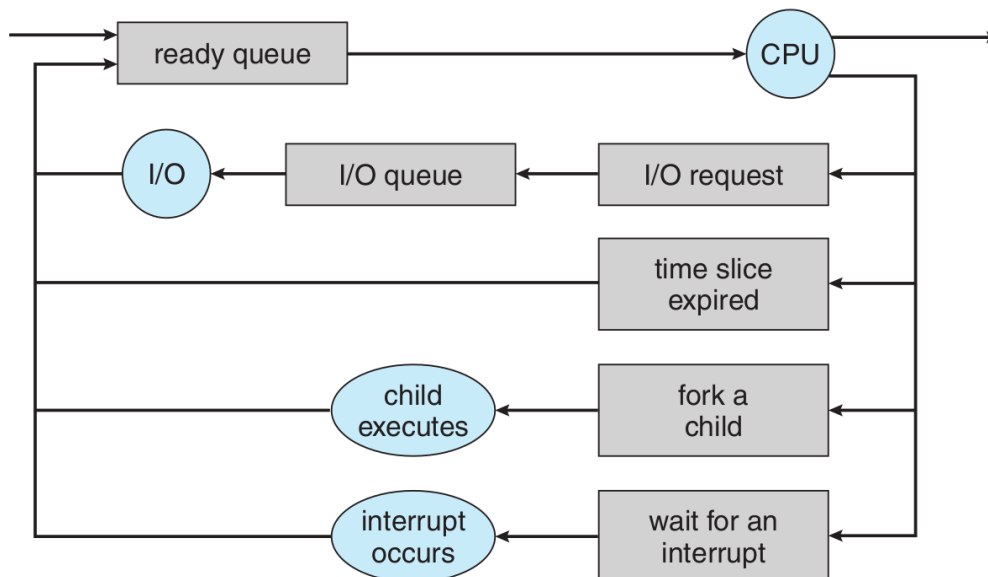 ready queue
CPU
I/O
I/O queue
I/O request
time slice
expired
child
executes
fork a
child
interrupt
occurs
wait for an
interrupt